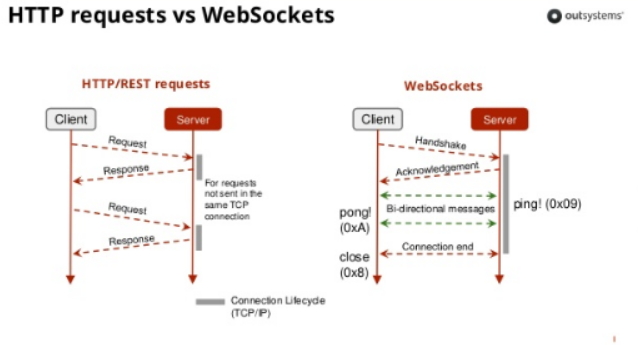 HTTP requests vs WebSockets
outsystems
HTTP/REST requests
Client
Server
Request
Response
For requests
not sent in the
same TCP
connection
Request
Response
Connection Lifecycle
(TCP/IP)
WebSockets
Client
Server
Handshake
Acknowledgement
Bi-directional messages
ping! (0x09)
pong!
(0xA)
Connection end
close
(0x8)